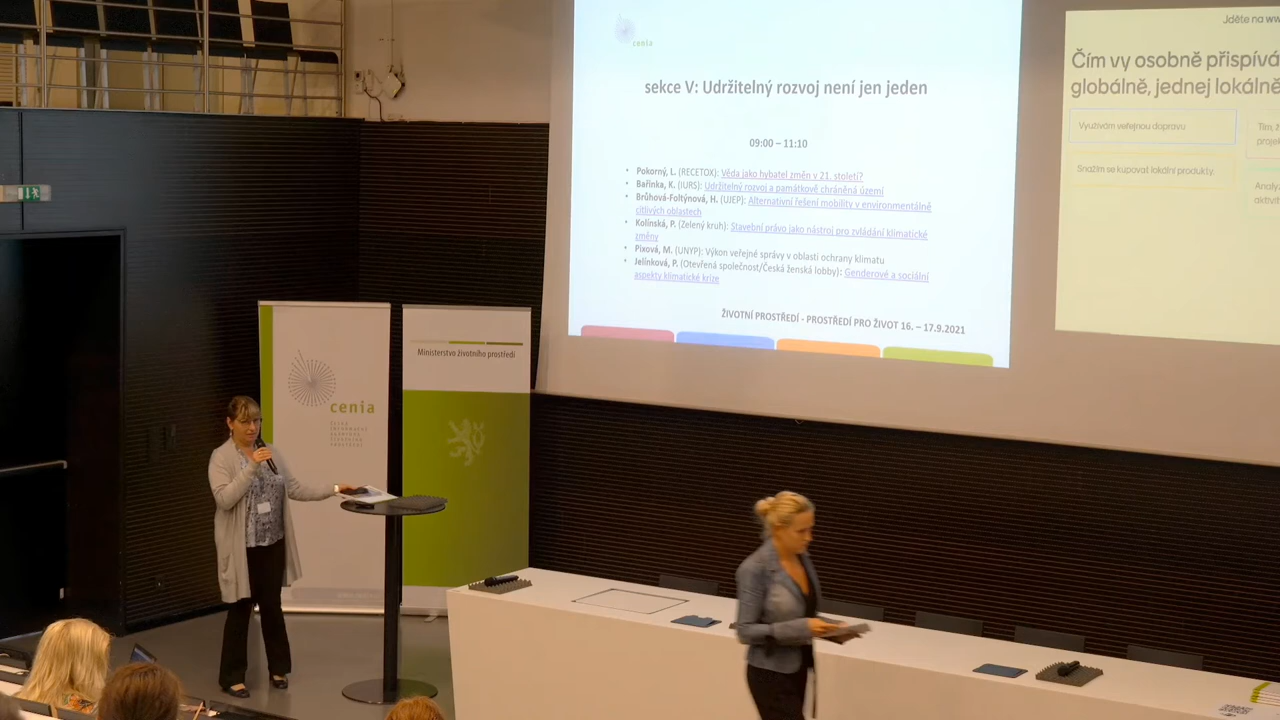 cenia
sekce V: Udržitelný rozvoj není jen jeden
09:00 – 11:10
• Pokorný, L. (RECETOX): Věda jako hybatel změn v 21. století?
• Bařinka, K. (IURS): Udržitelný rozvoj a památkově chráněná území
• Brůhová-Foltýnová, H. (UJEP): Alternativní řešení mobility v environmentálně
citlivých oblastech
• Kolínská, P. (Zelený kruh): Stavební právo jako nástroj pro zvládání klimatické
změny
• Pixová, M. (UNYP): Výkon veřejné správy v oblasti ochrany klimatu
• Jelínková, P. (Otevřená společnost/Česká ženská lobby): Genderové a sociální
aspekty klimatické krize
ŽIVOTNÍ PROSTŘEDÍ - PROSTŘEDÍ PRO ŽIVOT 16. – 17.9.2021
Jděte na
Čím vy osobně
globálně, jednej lokálně
Využívám veřejnou dopravu
Snažím se kupovat lokální produkty.
cenia
Ministerstvo životního prostředí